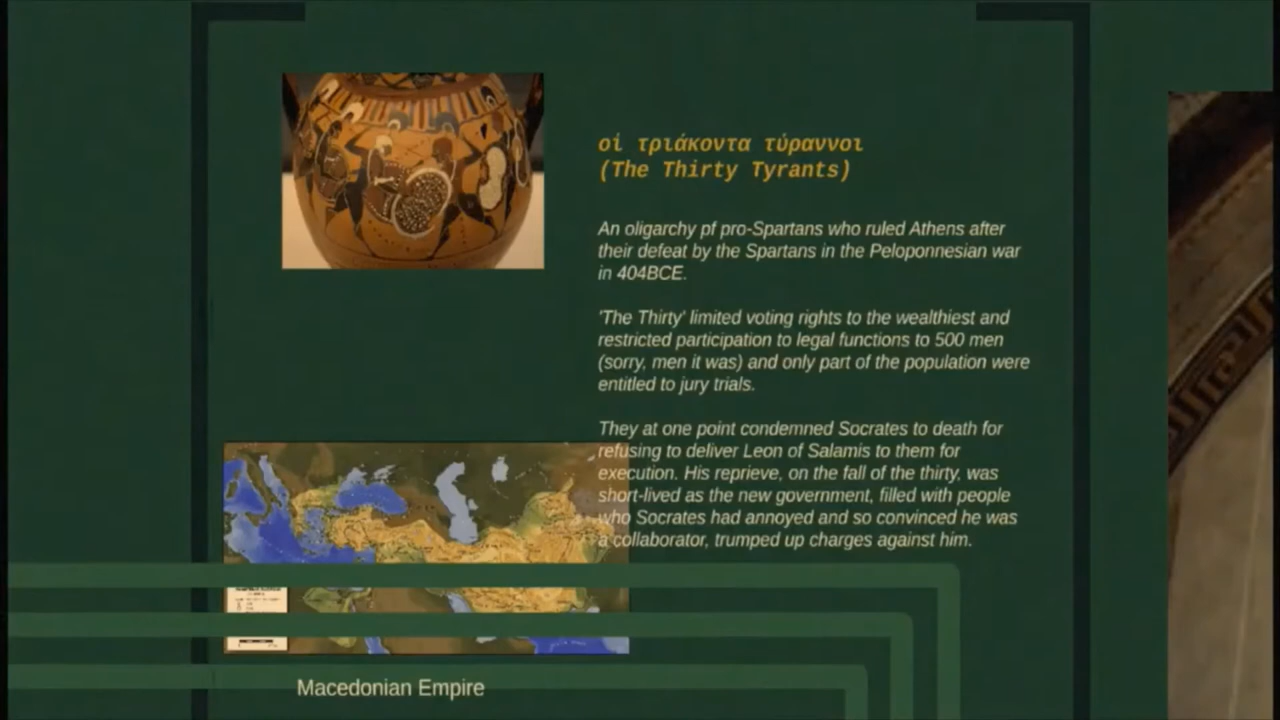 οἱ τριάκοντα τύραννοι
(The Thirty Tyrants)
An oligarchy pf pro-Spartans who ruled Athens after
their defeat by the Spartans in the Peloponnesian war
in 404BCE.
'The Thirty' limited voting rights to the wealthiest and
restricted participation to legal functions to 500 men
(sorry, men it was) and only part of the population were
entitled to jury trials.
They at one point condemned Socrates to death for
refusing to deliver Leon of Salamis to them for
execution. His reprieve, on the fall of the thirty, was
short-lived as the new government, filled with people
who Socrates had annoyed and so convinced he was
a collaborator, trumped up charges against him.
Macedonian Empire